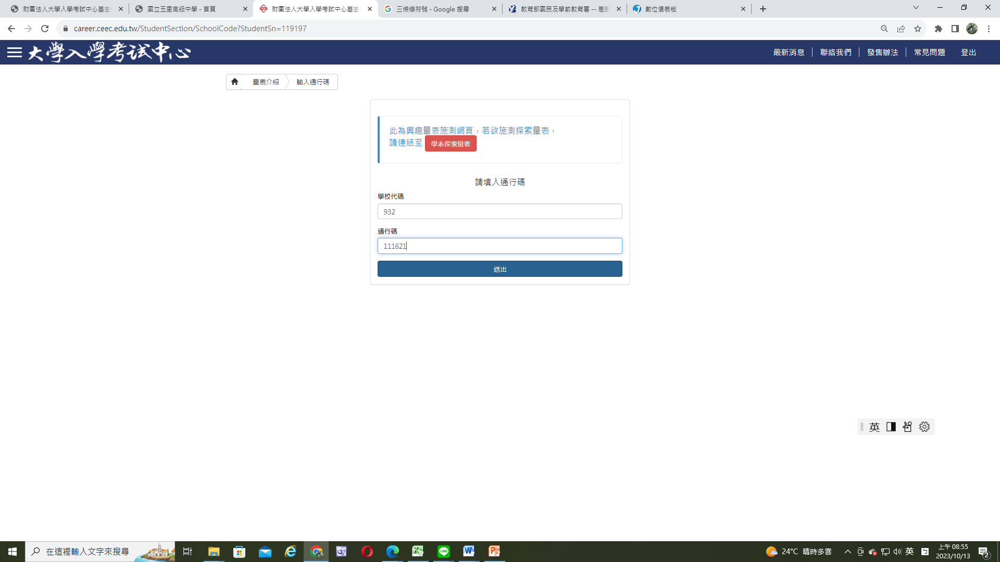 財團法人大學入學考試中心基金
國立玉里高級中學 - 首頁
財團法人大學入學考試中心基金
三條線符號 - Google 搜尋
教育部國民及學前教育署 -- 差勤
數位儀表板
career.ceec.edu.tw/StudentSection/SchoolCode?StudentSn=119197
大學入學考試中心
最新消息
聯絡我們
發售辦法
常見問題
登出
量表介紹
輸入通行碼
此為興趣量表施測網頁，若欲施測探索量表，
請連結至 學系探索量表
請填入通行碼
學校代碼
932
通行碼
111621
送出
英
在這裡輸入文字來搜尋
24°C 晴時多雲
英
上午 08:55
2023/10/13
2